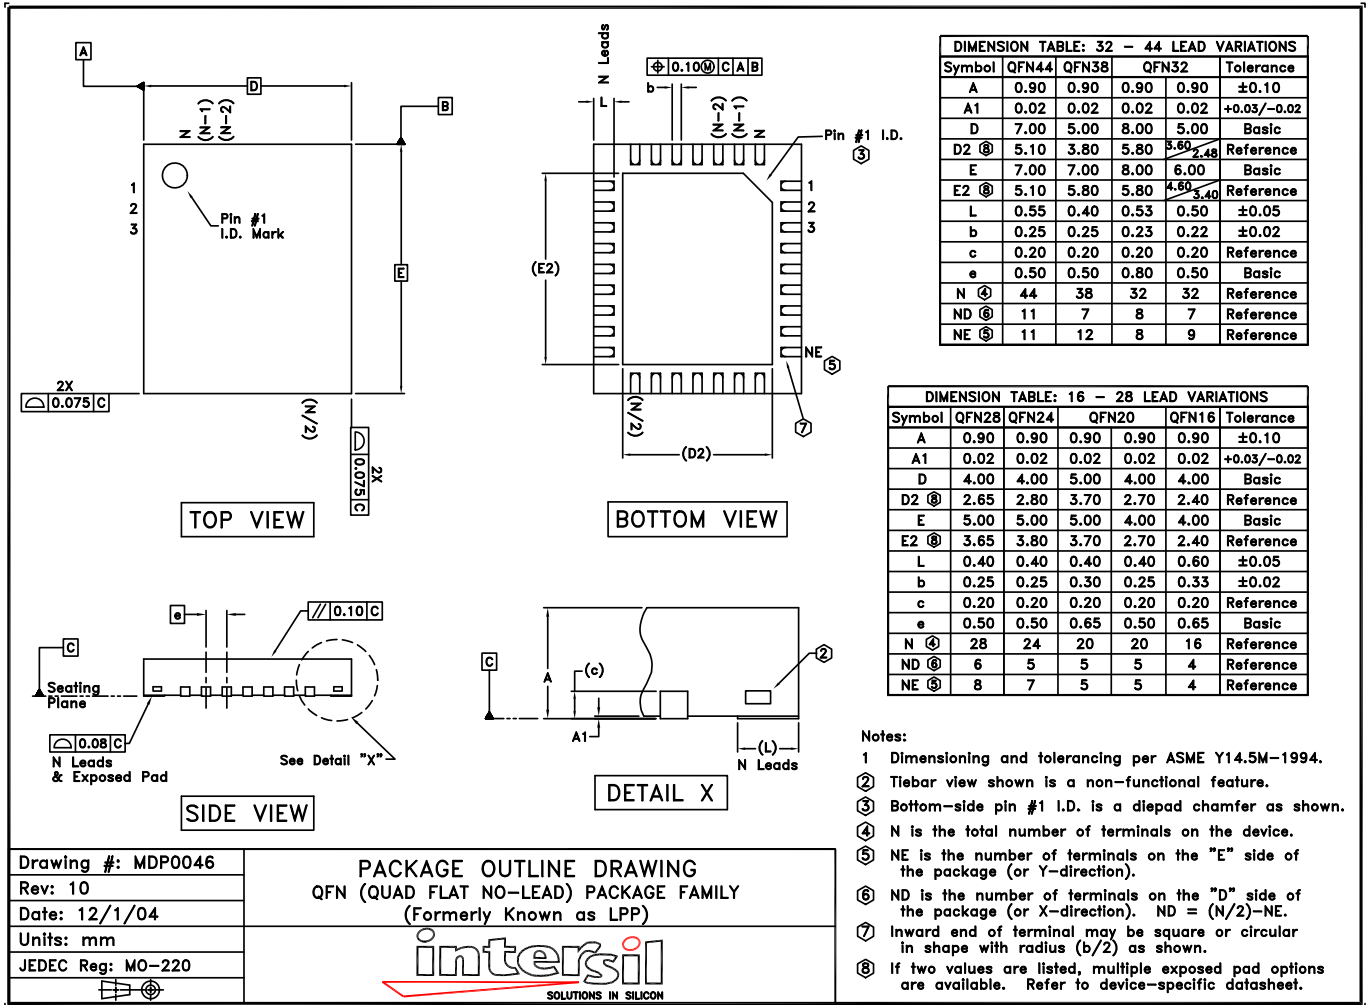 A
D
B
N
(N-1)
(N-2)
1
2
3
Pin #1
I.D. Mark
E
2X
⌓ 0.075 C
(N/2)
2X
⌓ 0.075 C
TOP VIEW
N Leads
L
⌖ 0.10Ⓜ C A B
b
(N-2)
(N-1)
N
Pin #1 I.D.
3
1
2
3
(E2)
NE
5
(N/2)
7
(D2)
BOTTOM VIEW
e
// 0.10 C
C
Seating
Plane
⌓ 0.08 C
N Leads
& Exposed Pad
See Detail "X"
SIDE VIEW
C
A
(c)
2
A1
(L)
N Leads
DETAIL X
DIMENSION TABLE: 32 - 44 LEAD VARIATIONS
Symbol QFN44 QFN38 QFN32 Tolerance
A 0.90 0.90 0.90 0.90 ±0.10
A1 0.02 0.02 0.02 0.02 +0.03/-0.02
D 7.00 5.00 8.00 5.00 Basic
D2 8 5.10 3.80 5.80 3.60/2.48 Reference
E 7.00 7.00 8.00 6.00 Basic
E2 8 5.10 5.80 5.80 4.60/3.40 Reference
L 0.55 0.40 0.53 0.50 ±0.05
b 0.25 0.25 0.23 0.22 ±0.02
c 0.20 0.20 0.20 0.20 Reference
e 0.50 0.50 0.80 0.50 Basic
N 4 44 38 32 32 Reference
ND 6 11 7 8 7 Reference
NE 5 11 12 8 9 Reference
DIMENSION TABLE: 16 - 28 LEAD VARIATIONS
Symbol QFN28 QFN24 QFN20 QFN16 Tolerance
A 0.90 0.90 0.90 0.90 0.90 ±0.10
A1 0.02 0.02 0.02 0.02 0.02 +0.03/-0.02
D 4.00 4.00 5.00 4.00 4.00 Basic
D2 8 2.65 2.80 3.70 2.70 2.40 Reference
E 5.00 5.00 5.00 4.00 4.00 Basic
E2 8 3.65 3.80 3.70 2.70 2.40 Reference
L 0.40 0.40 0.40 0.40 0.60 ±0.05
b 0.25 0.25 0.30 0.25 0.33 ±0.02
c 0.20 0.20 0.20 0.20 0.20 Reference
e 0.50 0.50 0.65 0.50 0.65 Basic
N 4 28 24 20 20 16 Reference
ND 6 6 5 5 5 4 Reference
NE 5 8 7 5 5 4 Reference
Notes:
1 Dimensioning and tolerancing per ASME Y14.5M-1994.
2 Tiebar view shown is a non-functional feature.
3 Bottom-side pin #1 I.D. is a diepad chamfer as shown.
4 N is the total number of terminals on the device.
5 NE is the number of terminals on the "E" side of
the package (or Y-direction).
6 ND is the number of terminals on the "D" side of
the package (or X-direction). ND = (N/2)-NE.
7 Inward end of terminal may be square or circular
in shape with radius (b/2) as shown.
8 If two values are listed, multiple exposed pad options
are available. Refer to device-specific datasheet.
Drawing #: MDP0046
Rev: 10
Date: 12/1/04
Units: mm
JEDEC Reg: MO-220
PACKAGE OUTLINE DRAWING
QFN (QUAD FLAT NO-LEAD) PACKAGE FAMILY
(Formerly Known as LPP)
intersil
SOLUTIONS IN SILICON